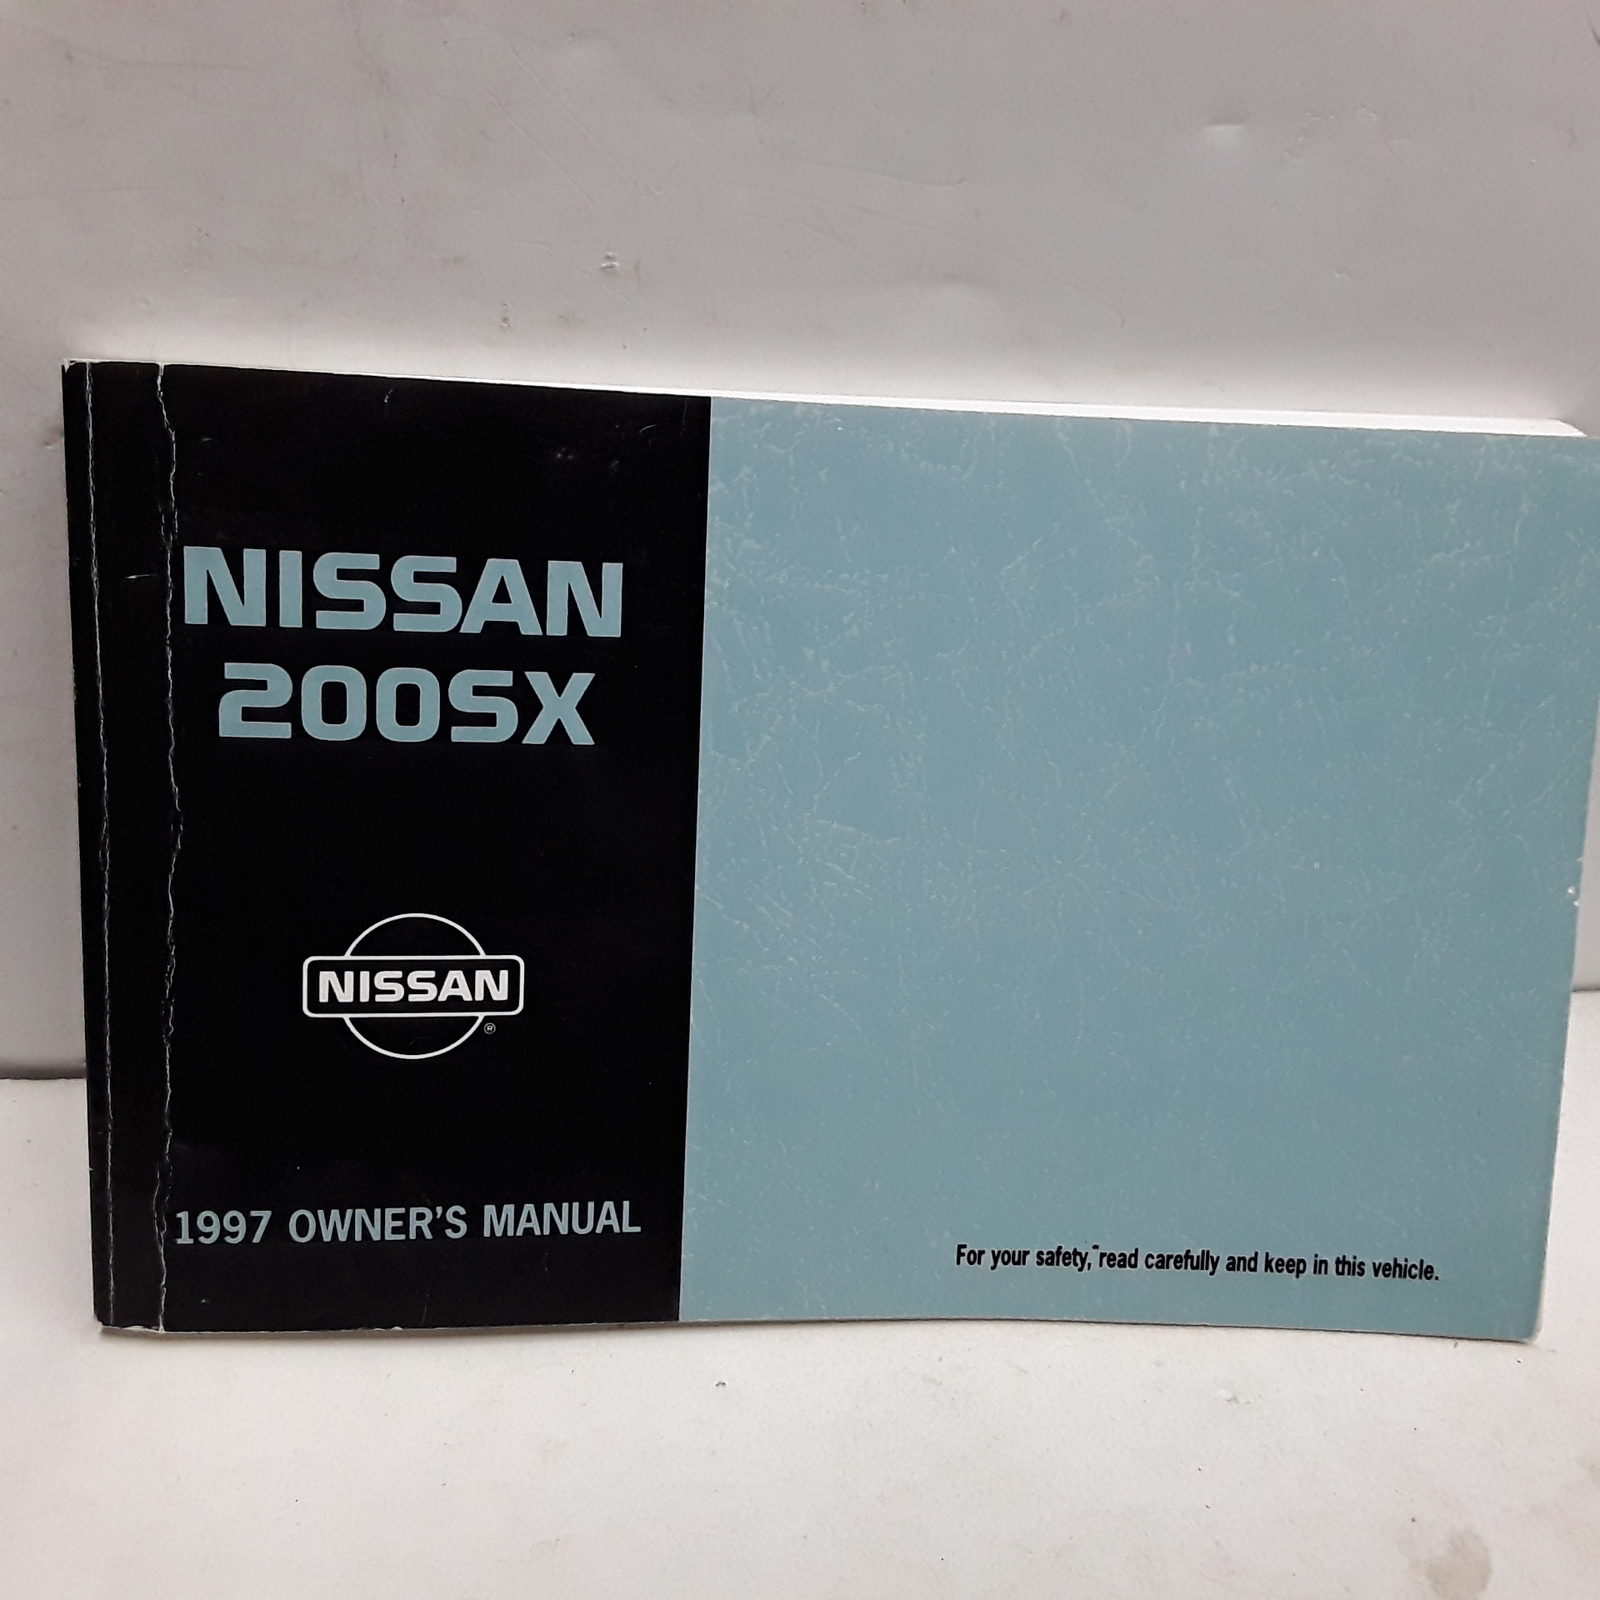 NISSAN
200SX
NISSAN
®
1997 OWNER'S MANUAL
For your safety, read carefully and keep in this vehicle.